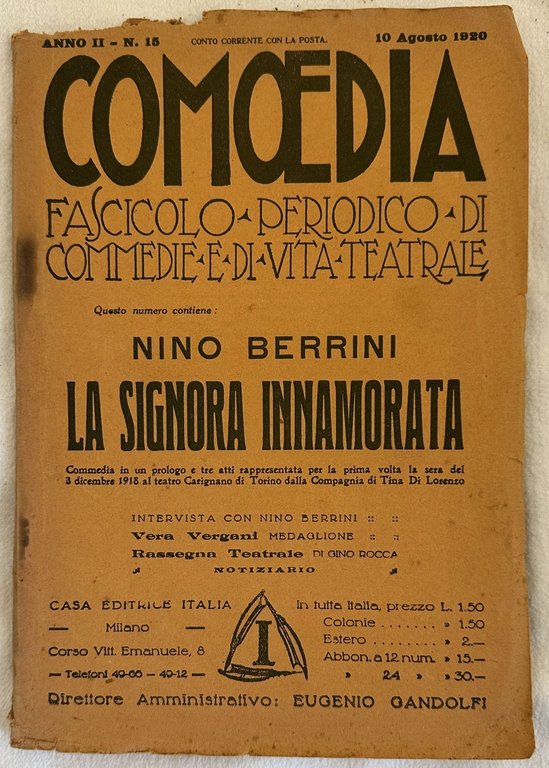 ANNO II - N. 15 CONTO CORRENTE CON LA POSTA. 10 Agosto 1920
COMŒDIA
FASCICOLO · PERIODICO · DI
COMMEDIE · E · DI · VITA · TEATRALE
Questo numero contiene:
NINO BERRINI
LA SIGNORA INNAMORATA
Commedia in un prologo e tre atti rappresentata per la prima volta la sera del
3 dicembre 1918 al teatro Carignano di Torino dalla Compagnia di Tina Di Lorenzo
INTERVISTA CON NINO BERRINI :: ::
Vera Vergani MEDAGLIONE :: ::
Rassegna Teatrale DI GINO ROCCA
NOTIZIARIO
CASA EDITRICE ITALIA
— Milano —
Corso Vitt. Emanuele, 8
— Telefoni 49-66 - 49-12 —
I
In tutta Italia, prezzo L. 1.50
Colonie ....... » 1.50
Estero ....... » 2.—
Abbon. a 12 num. » 15.—
» 24 » » 30.—
Direttore Amministrativo: EUGENIO GANDOLFI